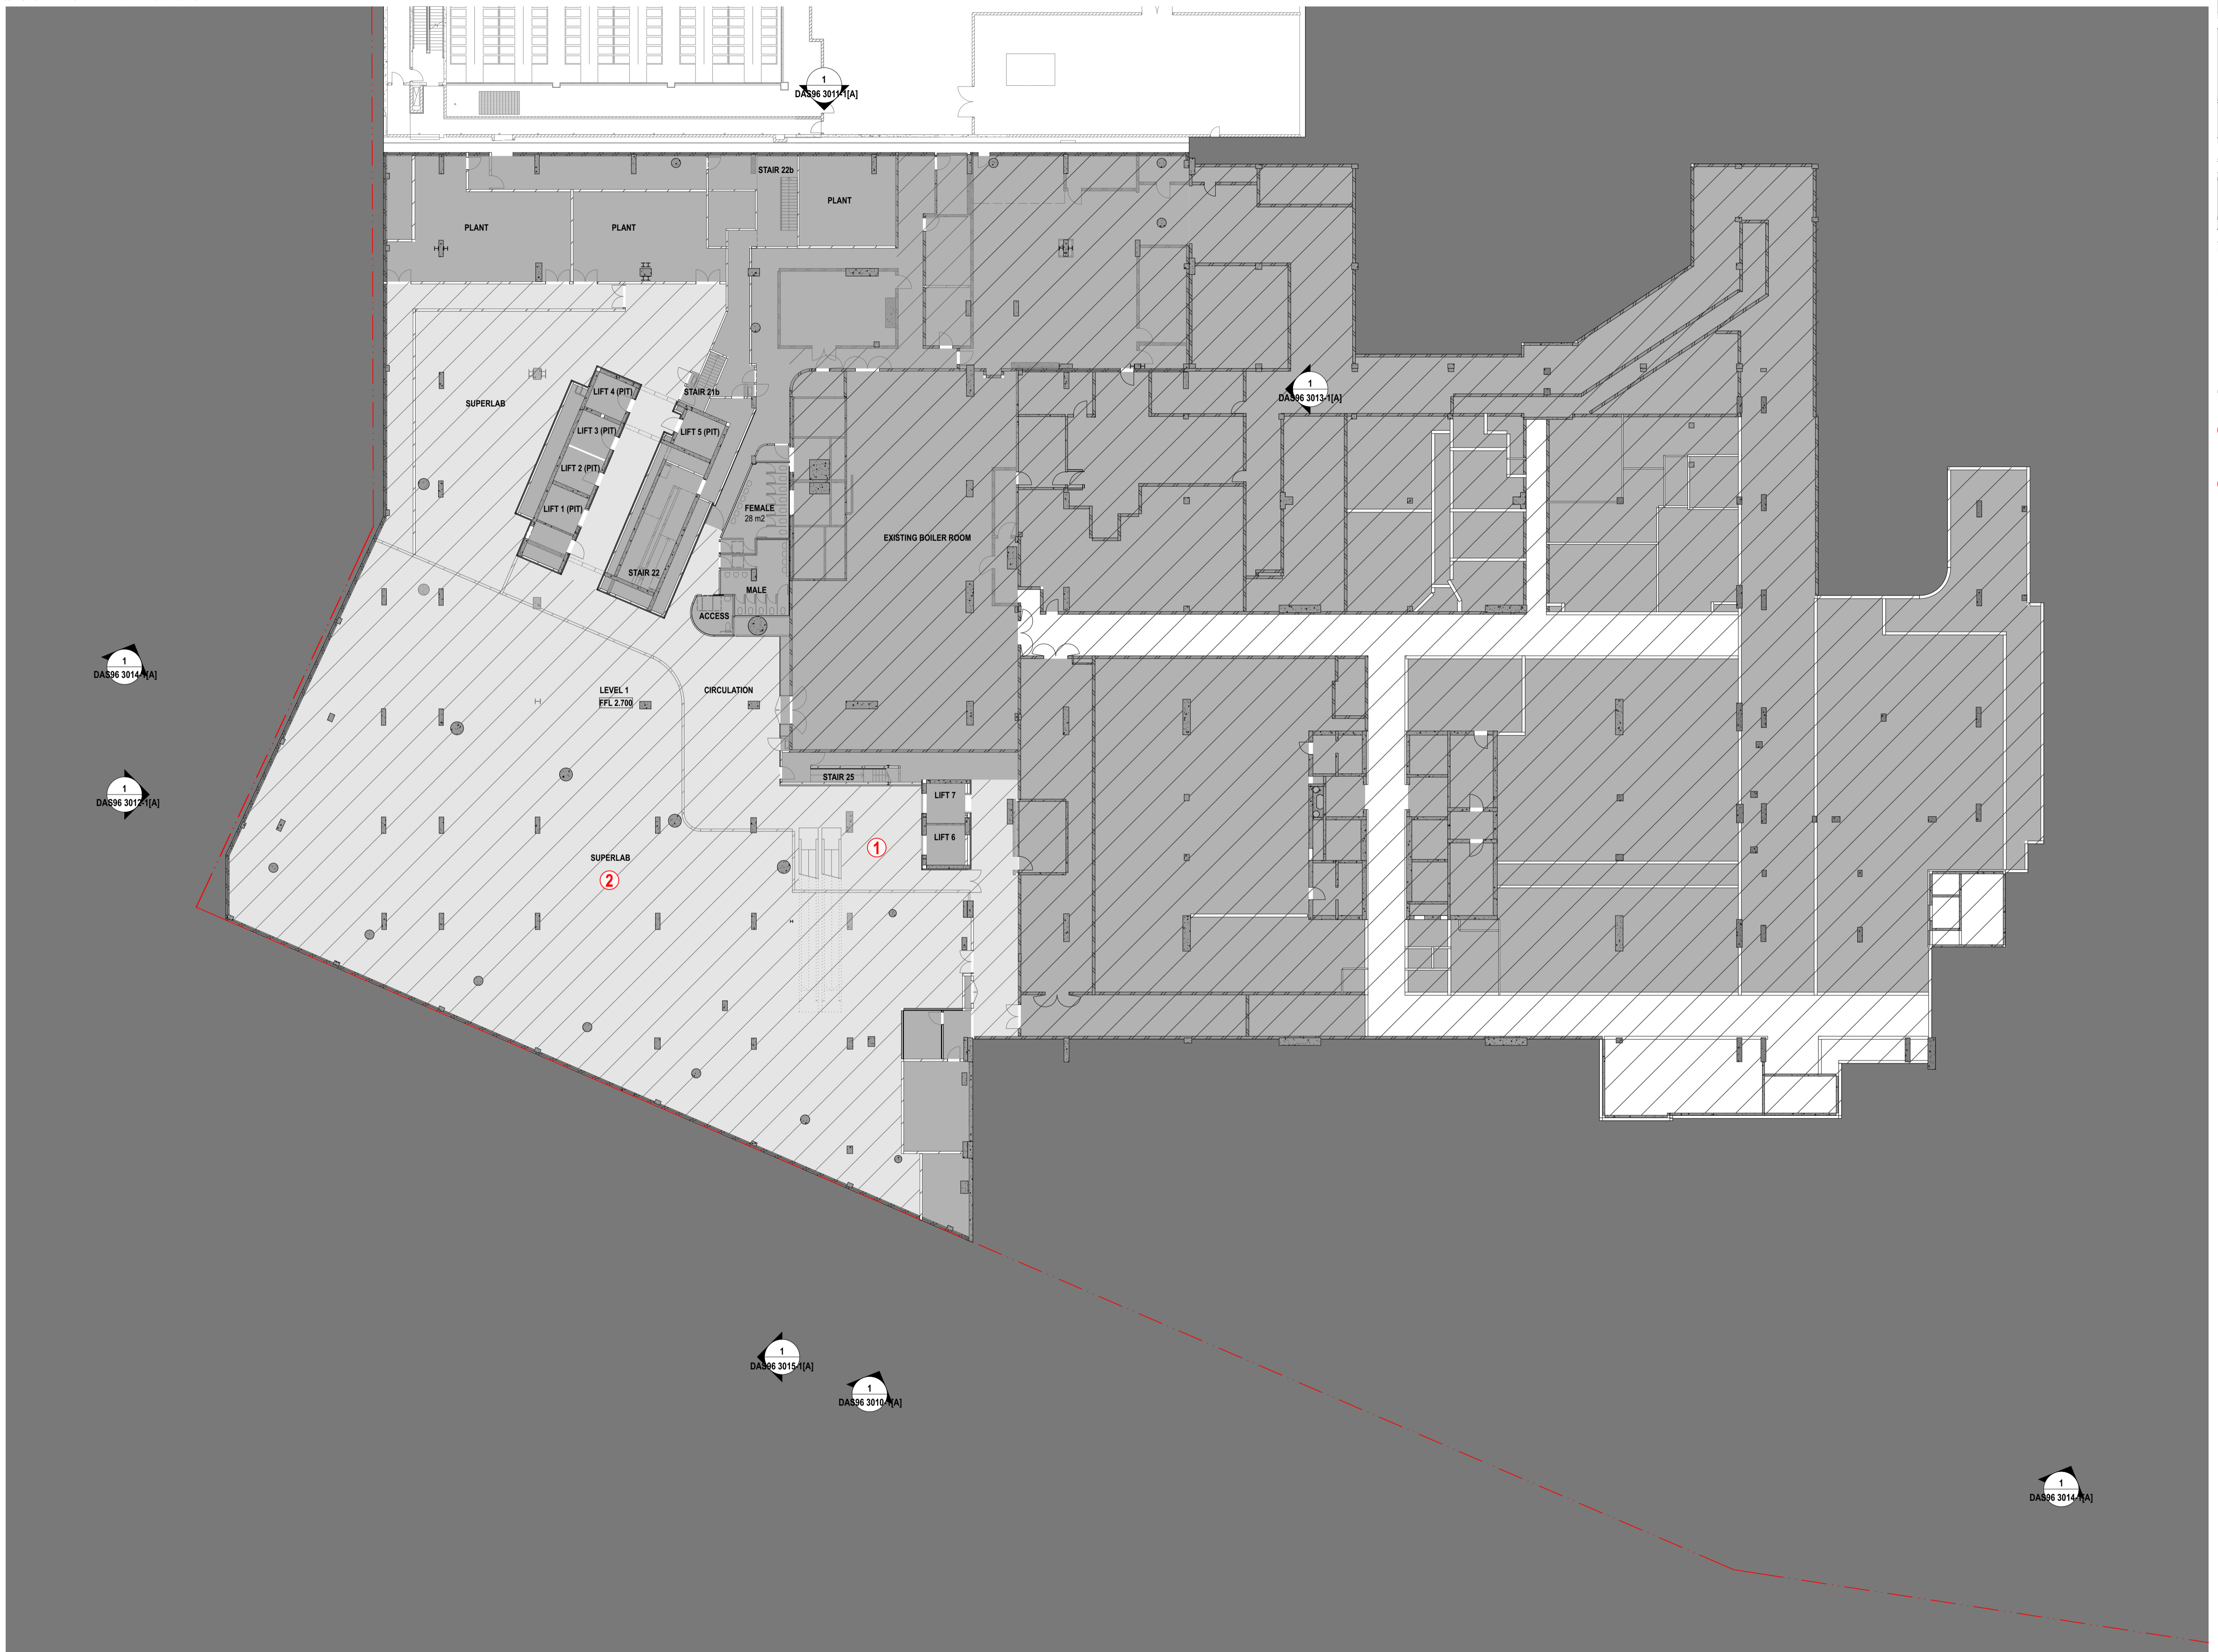 1
DAS96 3011-1[A]
STAIR 22b
PLANT
PLANT
PLANT
1
DAS96 3013-1[A]
LIFT 4 (PIT)
STAIR 21b
SUPERLAB
LIFT 3 (PIT)
LIFT 5 (PIT)
LIFT 2 (PIT)
LIFT 1 (PIT)
FEMALE
28 m2
EXISTING BOILER ROOM
STAIR 22
MALE
ACCESS
1
DAS96 3014-1[A]
LEVEL 1
FFL 2.700
CIRCULATION
STAIR 25
1
DAS96 3012-1[A]
LIFT 7
LIFT 6
1
SUPERLAB
2
1
DAS96 3015-1[A]
1
DAS96 3010-1[A]
1
DAS96 3014-1[A]